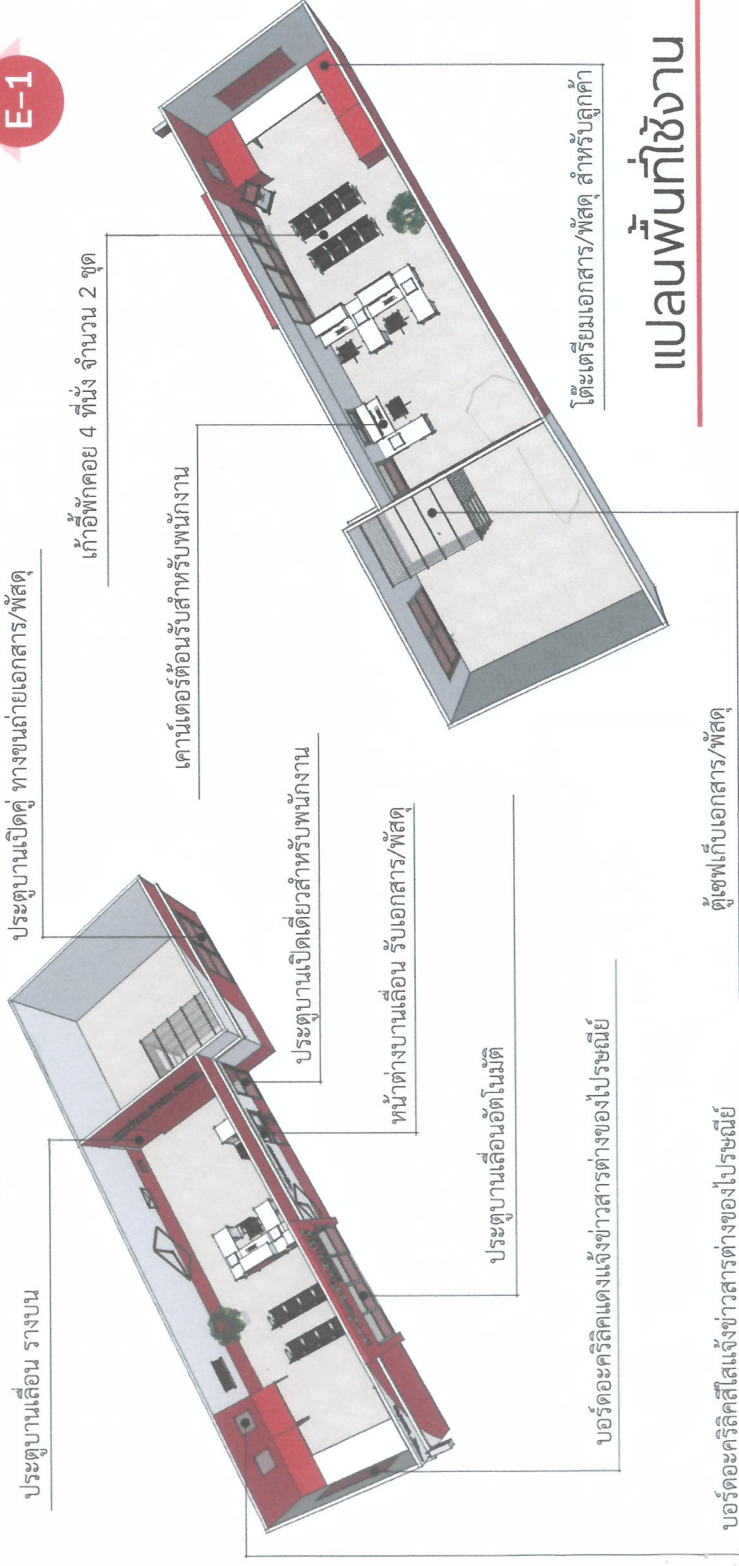 E-1
ประตูบานเลื่อน รางบน
ประตูบานเปิดคู่ ทางขนถ่ายเอกสาร/พัสดุ
เก้าอี้พักคอย 4 ที่นั่ง จำนวน 2 ชุด
เคาน์เตอร์ต้อนรับสำหรับพนักงาน
ประตูบานเปิดเดี่ยวสำหรับพนักงาน
หน้าต่างบานเลื่อน รับเอกสาร/พัสดุ
ประตูบานเลื่อนอัตโนมัติ
บอร์ดอะคริลิคแดงแจ้งข่าวสารต่างของไปรษณีย์
บอร์ดอะคริลิคสีใสแจ้งข่าวสารต่างของไปรษณีย์
ตู้เซฟเก็บเอกสาร/พัสดุ
โต๊ะเตรียมเอกสาร/พัสดุ สำหรับลูกค้า
แปลนพื้นที่ใช้งาน